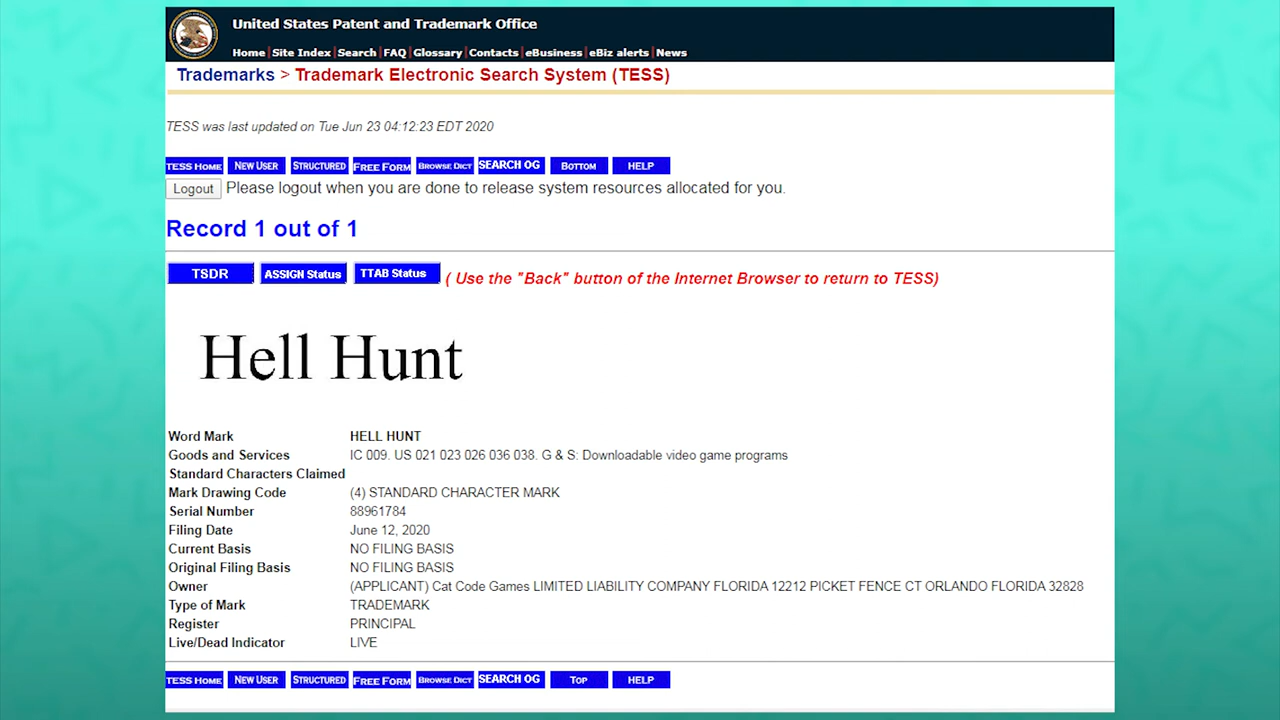 United States Patent and Trademark Office
Home | Site Index | Search | FAQ | Glossary | Contacts | eBusiness | eBiz alerts | News
Trademarks > Trademark Electronic Search System (TESS)
TESS was last updated on Tue Jun 23 04:12:23 EDT 2020
TESS HOME NEW USER STRUCTURED FREE FORM BROWSE DICT SEARCH OG BOTTOM HELP
Logout Please logout when you are done to release system resources allocated for you.
Record 1 out of 1
TSDR ASSIGN Status TTAB Status ( Use the "Back" button of the Internet Browser to return to TESS)
Hell Hunt
Word Mark HELL HUNT
Goods and Services IC 009. US 021 023 026 036 038. G & S: Downloadable video game programs
Standard Characters Claimed
Mark Drawing Code (4) STANDARD CHARACTER MARK
Serial Number 88961784
Filing Date June 12, 2020
Current Basis NO FILING BASIS
Original Filing Basis NO FILING BASIS
Owner (APPLICANT) Cat Code Games LIMITED LIABILITY COMPANY FLORIDA 12212 PICKET FENCE CT ORLANDO FLORIDA 32828
Type of Mark TRADEMARK
Register PRINCIPAL
Live/Dead Indicator LIVE
TESS HOME NEW USER STRUCTURED FREE FORM BROWSE DICT SEARCH OG TOP HELP